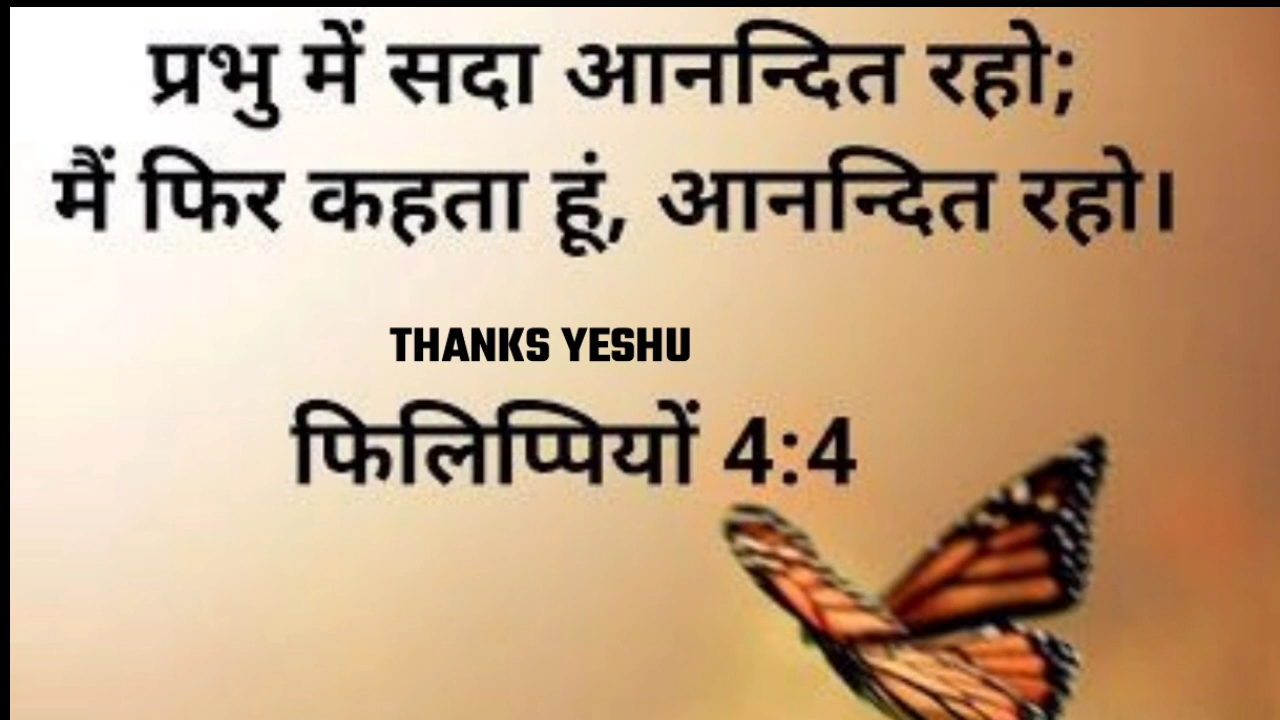 प्रभु में सदा आनन्दित रहो;
मैं फिर कहता हूं, आनन्दित रहो।
THANKS YESHU
फिलिप्पियों 4:4